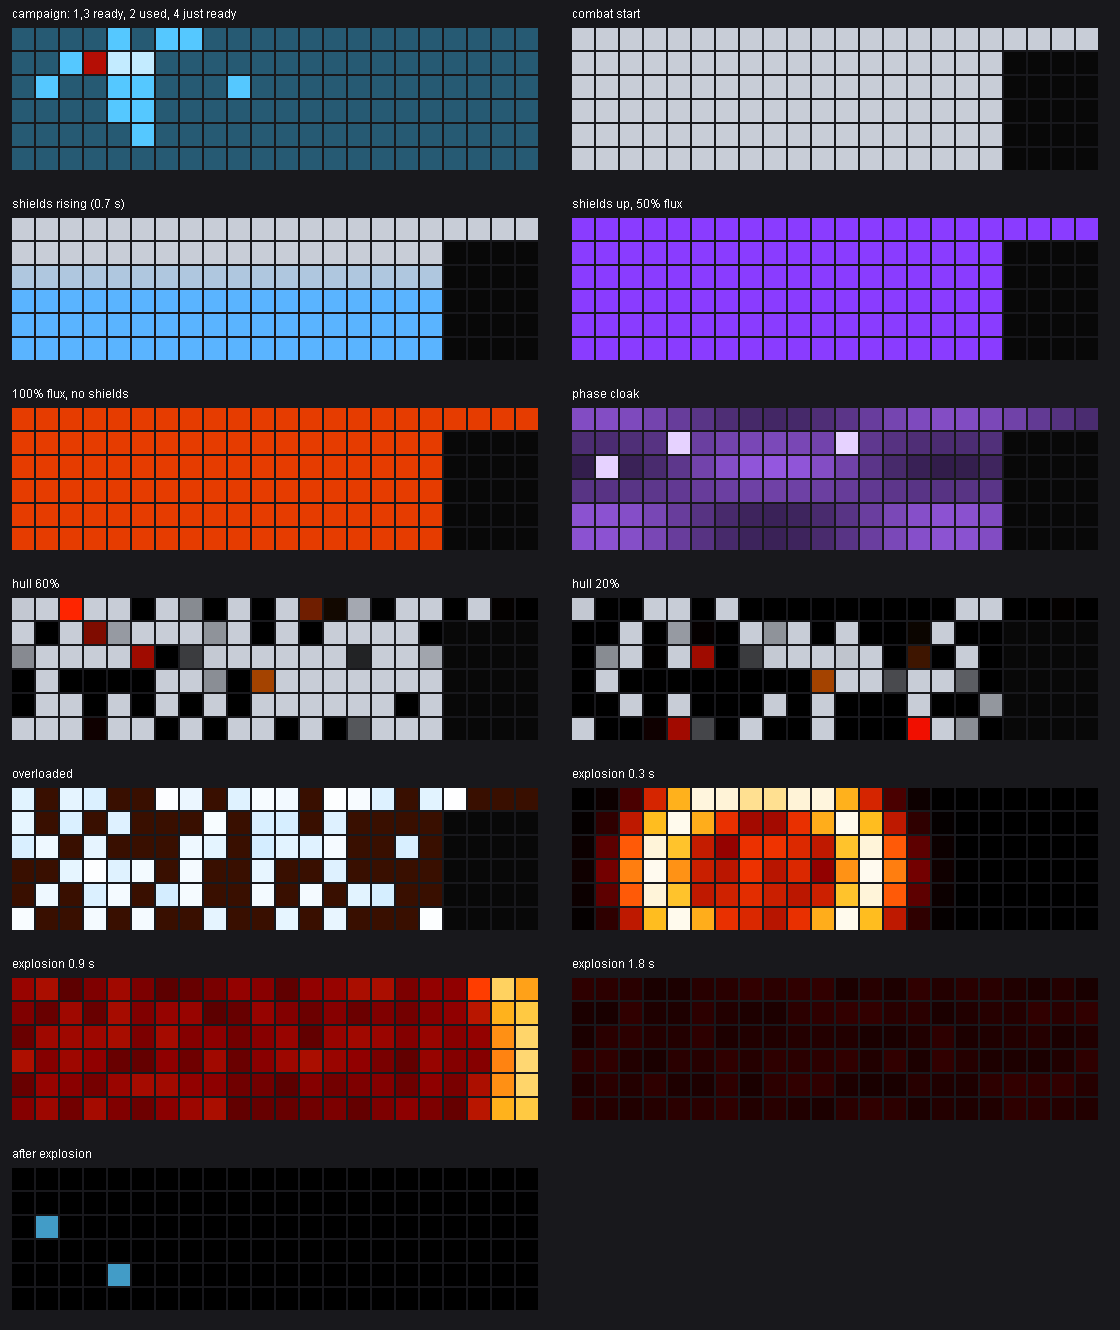 campaign: 1,3 ready, 2 used, 4 just ready
combat start
shields rising (0.7 s)
shields up, 50% flux
100% flux, no shields
phase cloak
hull 60%
hull 20%
overloaded
explosion 0.3 s
explosion 0.9 s
explosion 1.8 s
after explosion